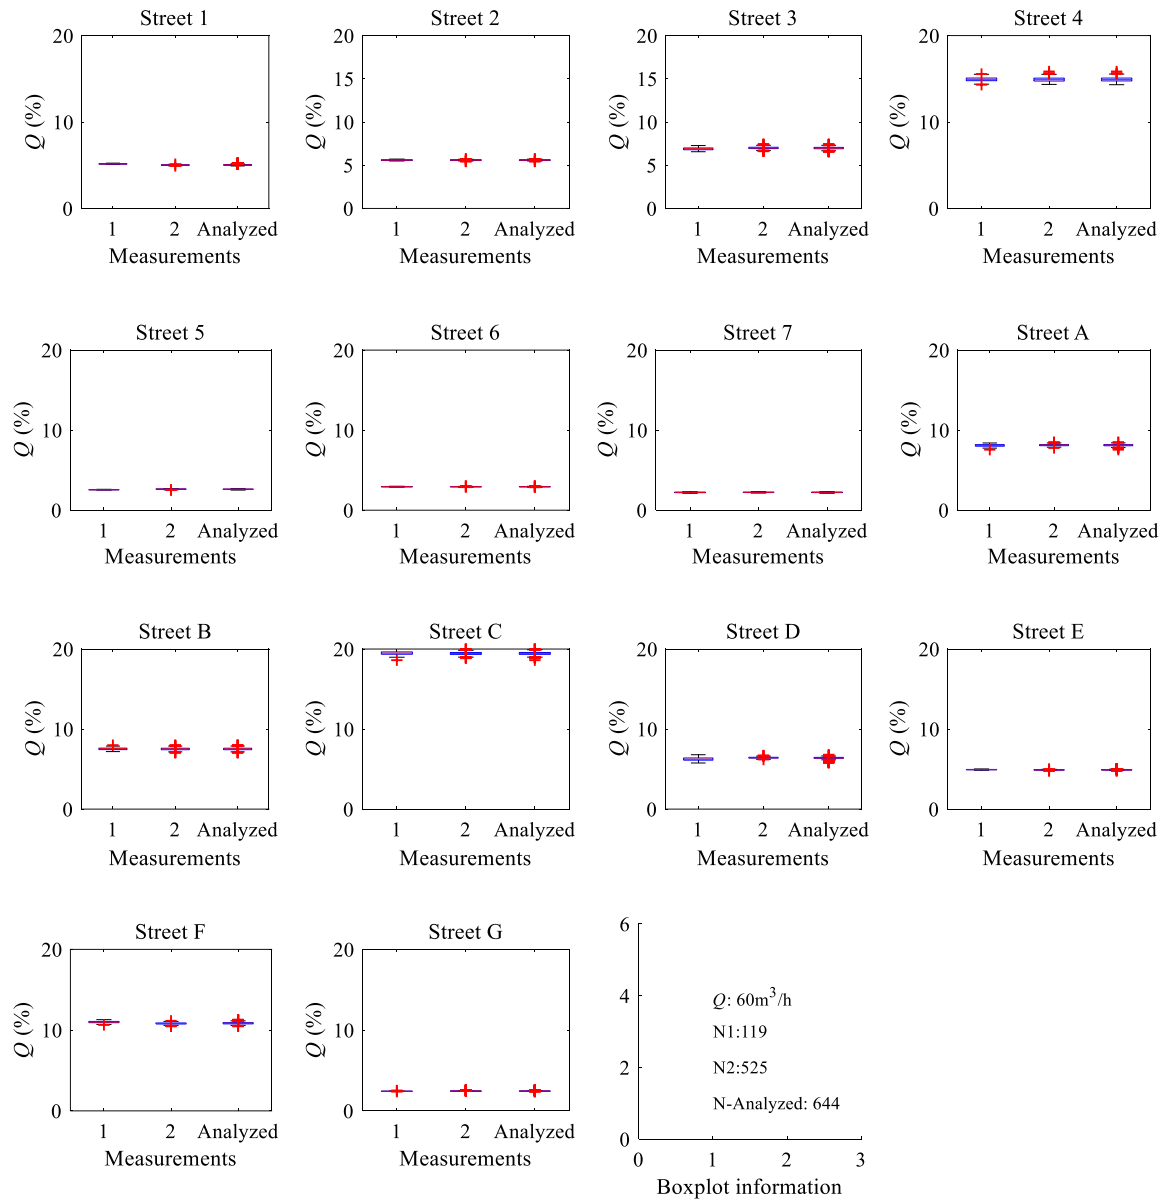 Street 1
20
10
0
Q (%)
1 2 Analyzed
Measurements
Street 2
20
15
10
5
0
Q (%)
1 2 Analyzed
Measurements
Street 3
20
15
10
5
0
Q (%)
1 2 Analyzed
Measurements
Street 4
20
15
10
5
0
Q (%)
1 2 Analyzed
Measurements
Street 5
20
10
0
Q (%)
1 2 Analyzed
Measurements
Street 6
20
10
0
Q (%)
1 2 Analyzed
Measurements
Street 7
20
10
0
Q (%)
1 2 Analyzed
Measurements
Street A
20
10
0
Q (%)
1 2 Analyzed
Measurements
Street B
20
10
0
Q (%)
1 2 Analyzed
Measurements
Street C
20
10
0
Q (%)
1 2 Analyzed
Measurements
Street D
20
10
0
Q (%)
1 2 Analyzed
Measurements
Street E
20
10
0
Q (%)
1 2 Analyzed
Measurements
Street F
20
10
0
Q (%)
1 2 Analyzed
Measurements
Street G
20
10
0
Q (%)
1 2 Analyzed
Measurements
6
4
2
0
Q: 60m³/h
N1:119
N2:525
N-Analyzed: 644
0 1 2 3
Boxplot information